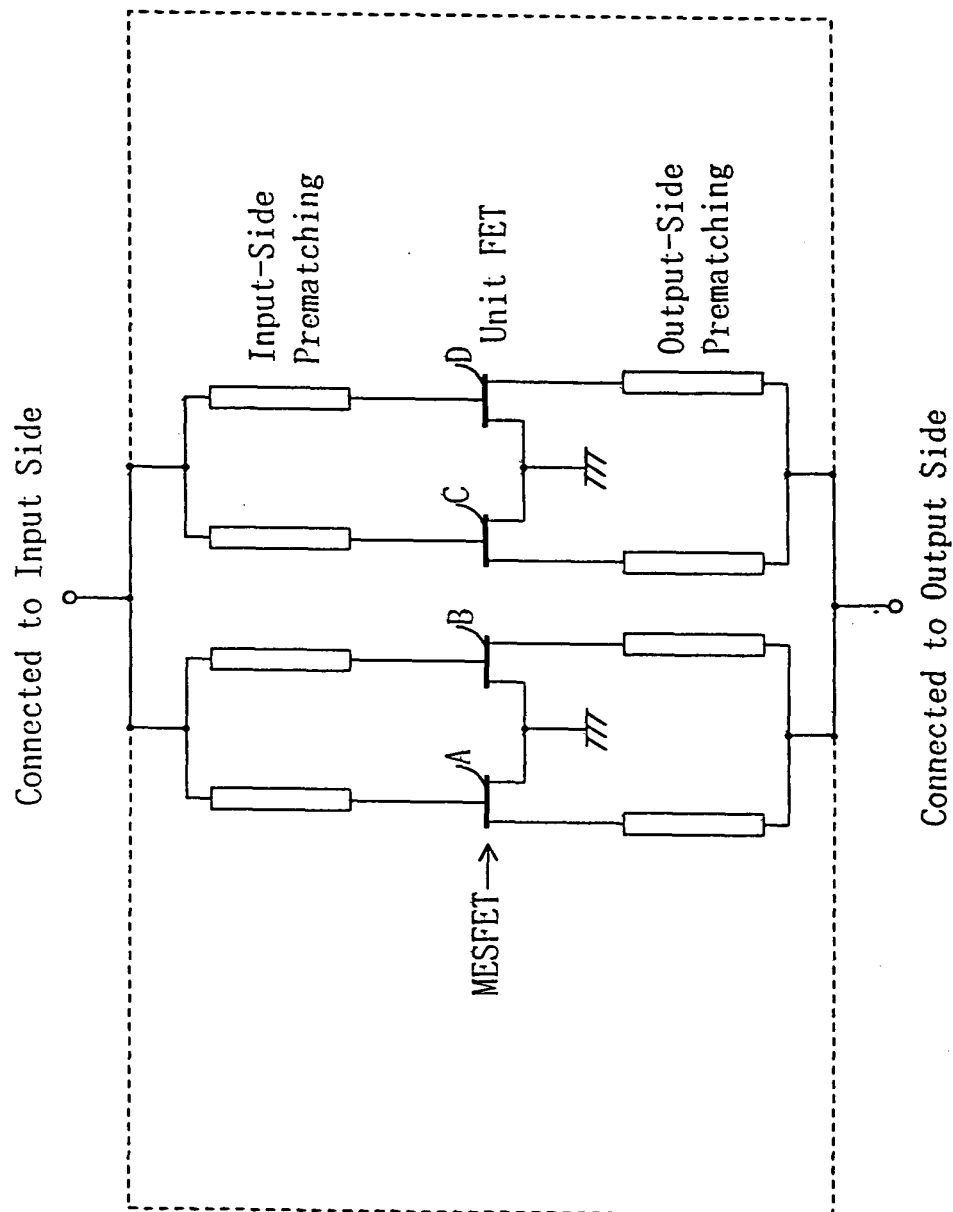 Connected to Input Side
Input-Side
Prematching
A
B
C
D
Unit FET
MESFET
Output-Side
Prematching
Connected to Output Side